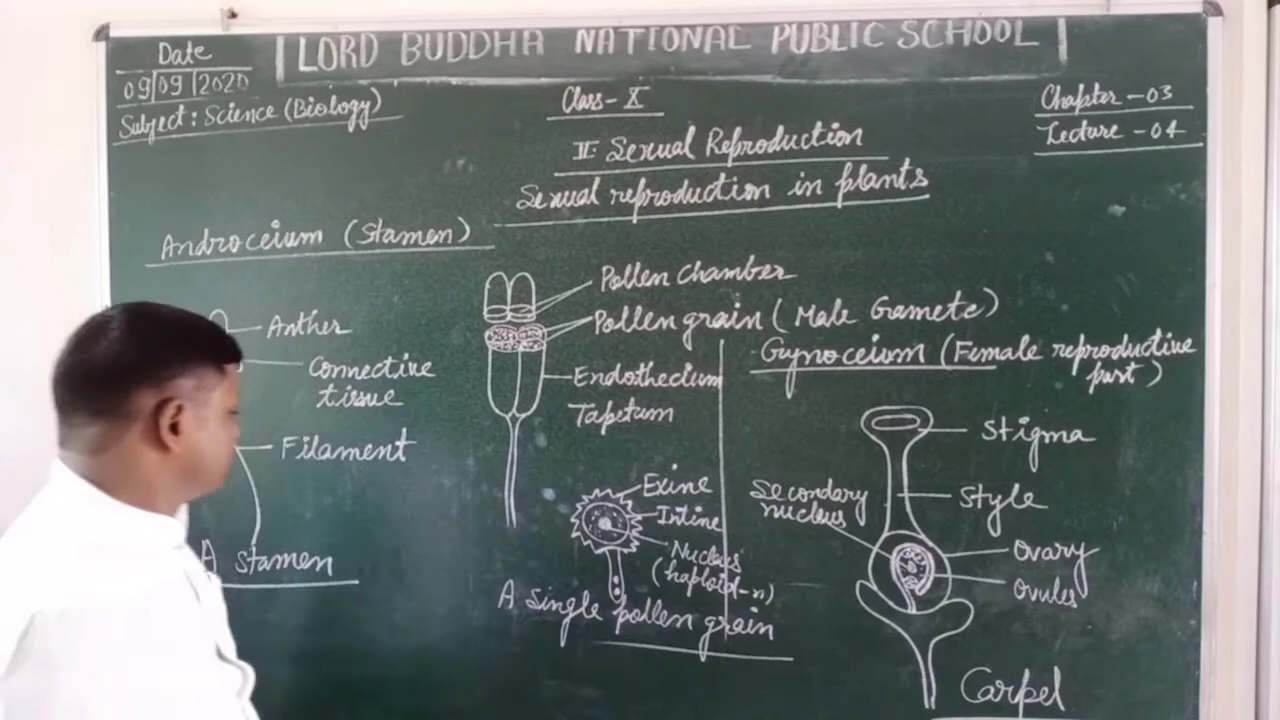 LORD BUDDHA NATIONAL PUBLIC SCHOOL
Date
09/09/2020
Subject: Science (Biology)
Class-X
Chapter-03
Lecture-04
II. Sexual Reproduction
Sexual reproduction in plants
Androceium (Stamen)
Anther
Connective
tissue
Filament
A Stamen
Pollen Chamber
Pollen grain (Male Gamete)
Endothecium
Tapetum
Exine
Intine
Nucleus
(haploid-n)
A single pollen grain
Gynoceium (Female reproductive
part)
Stigma
Style
Secondary
nucleus
Ovary
Ovules
Carpel